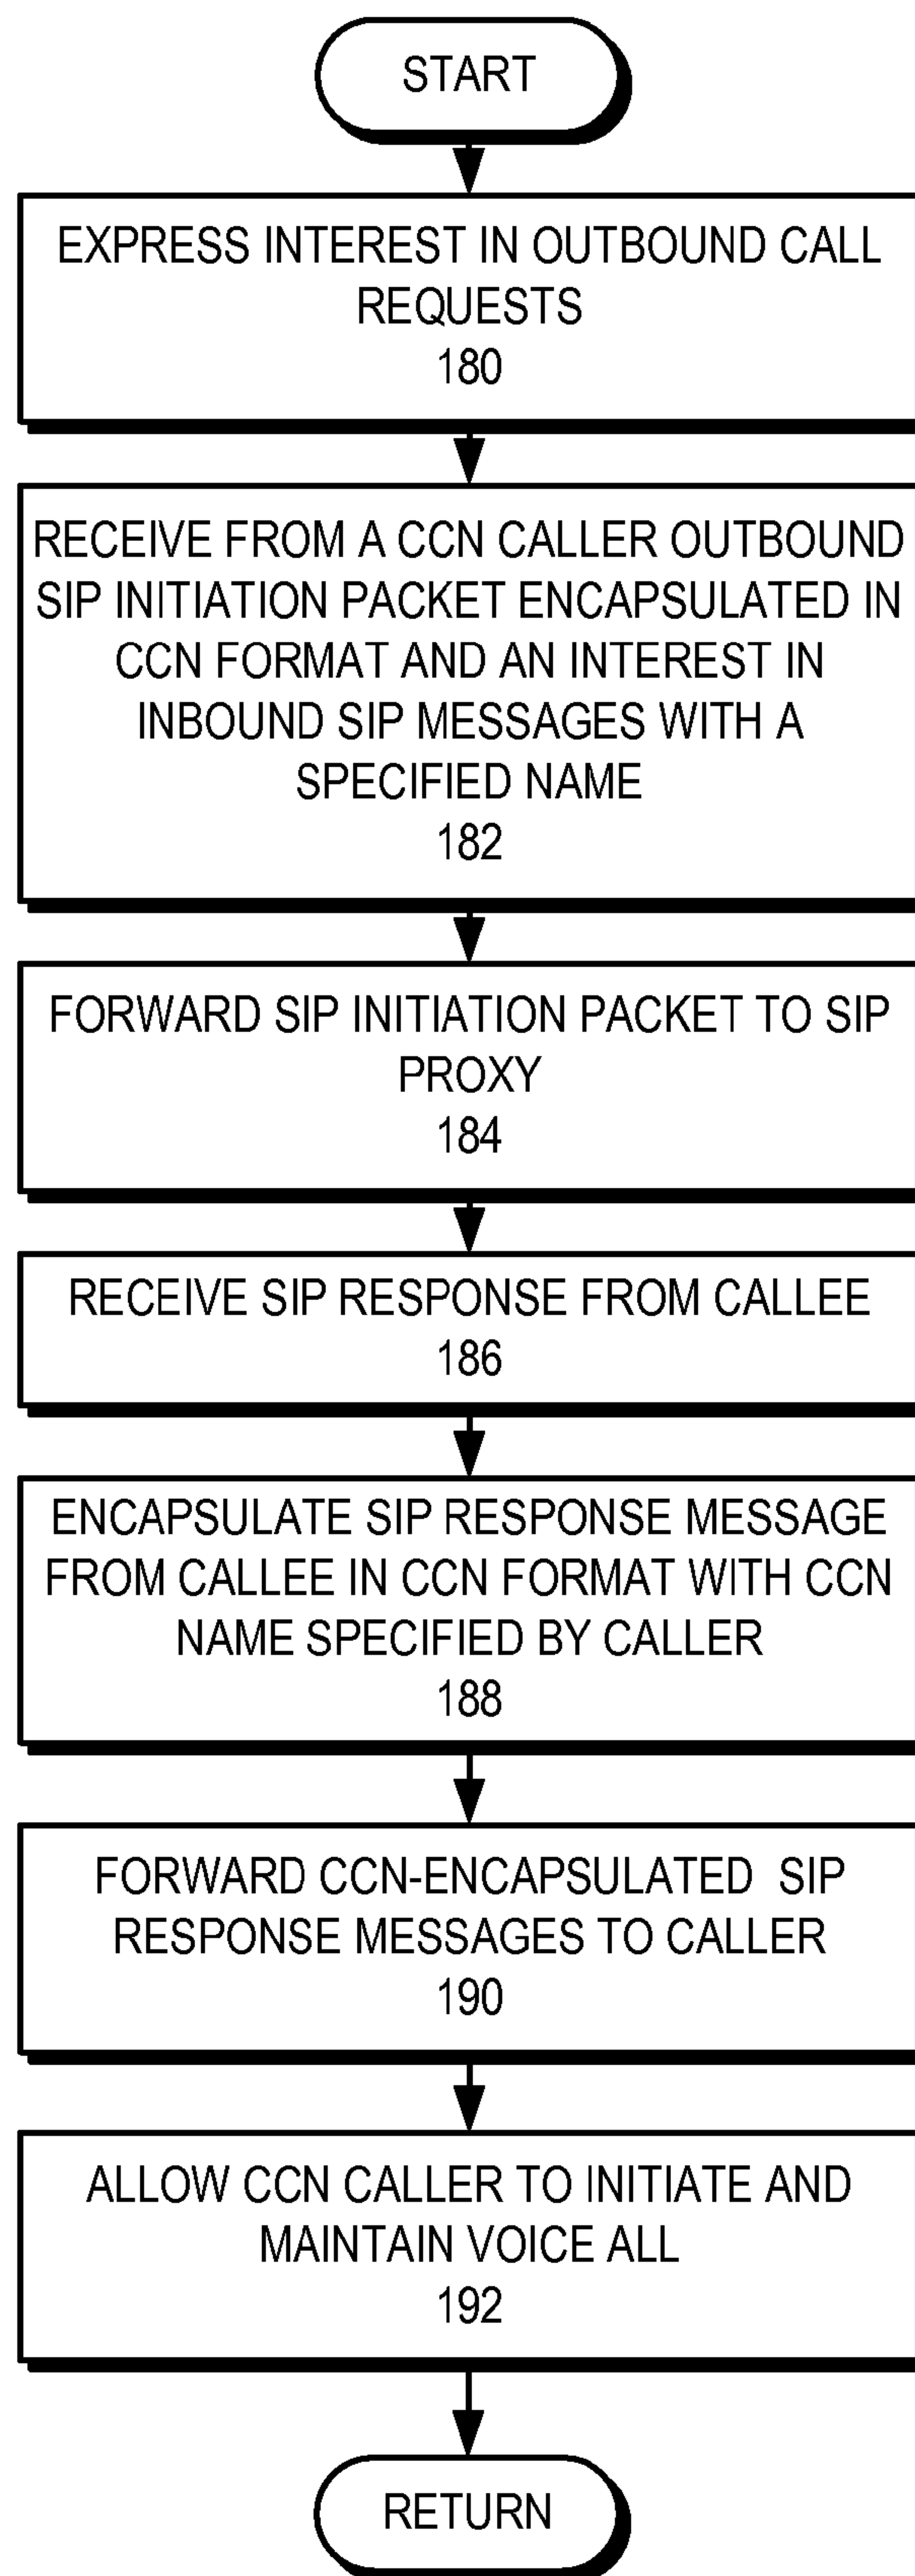 START
EXPRESS INTEREST IN OUTBOUND CALL
REQUESTS
180
RECEIVE FROM A CCN CALLER OUTBOUND
SIP INITIATION PACKET ENCAPSULATED IN
CCN FORMAT AND AN INTEREST IN
INBOUND SIP MESSAGES WITH A
SPECIFIED NAME
182
FORWARD SIP INITIATION PACKET TO SIP
PROXY
184
RECEIVE SIP RESPONSE FROM CALLEE
186
ENCAPSULATE SIP RESPONSE MESSAGE
FROM CALLEE IN CCN FORMAT WITH CCN
NAME SPECIFIED BY CALLER
188
FORWARD CCN-ENCAPSULATED SIP
RESPONSE MESSAGES TO CALLER
190
ALLOW CCN CALLER TO INITIATE AND
MAINTAIN VOICE ALL
192
RETURN